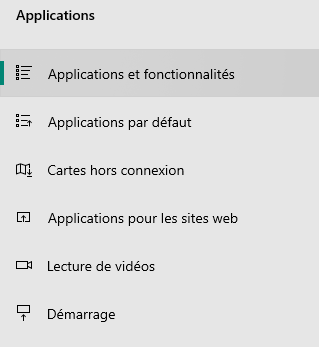 Applications
Applications et fonctionnalités
Applications par défaut
Cartes hors connexion
Applications pour les sites web
Lecture de vidéos
Démarrage